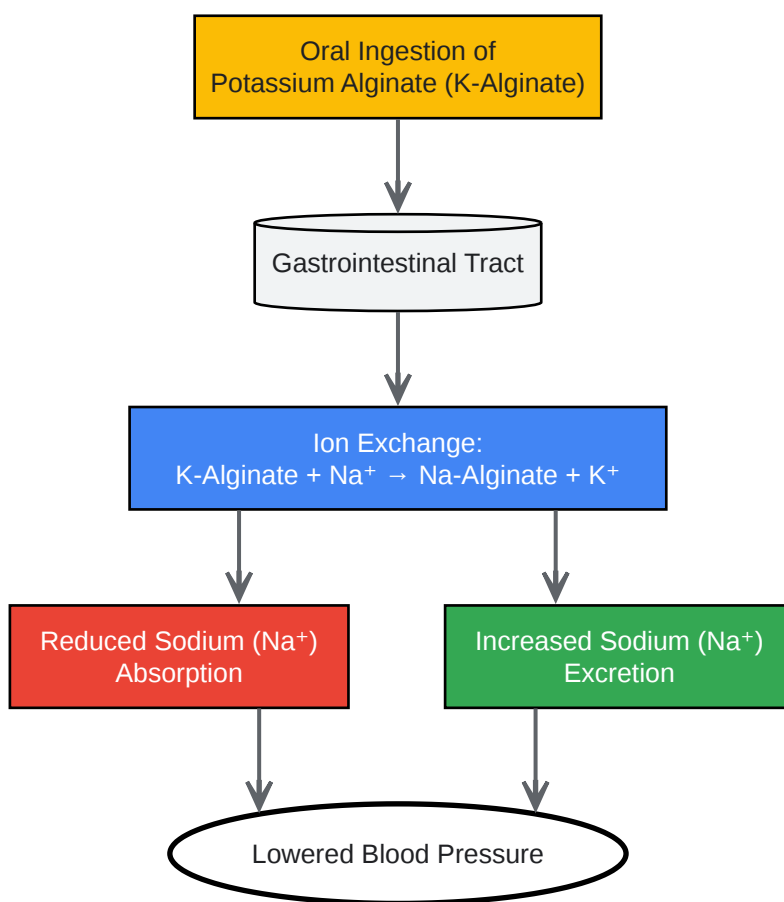 Oral Ingestion of
Potassium Alginate (K-Alginate)
Gastrointestinal Tract
Ion Exchange:
K-Alginate + Na⁺ → Na-Alginate + K⁺
Reduced Sodium (Na⁺)
Absorption
Increased Sodium (Na⁺)
Excretion
Lowered Blood Pressure